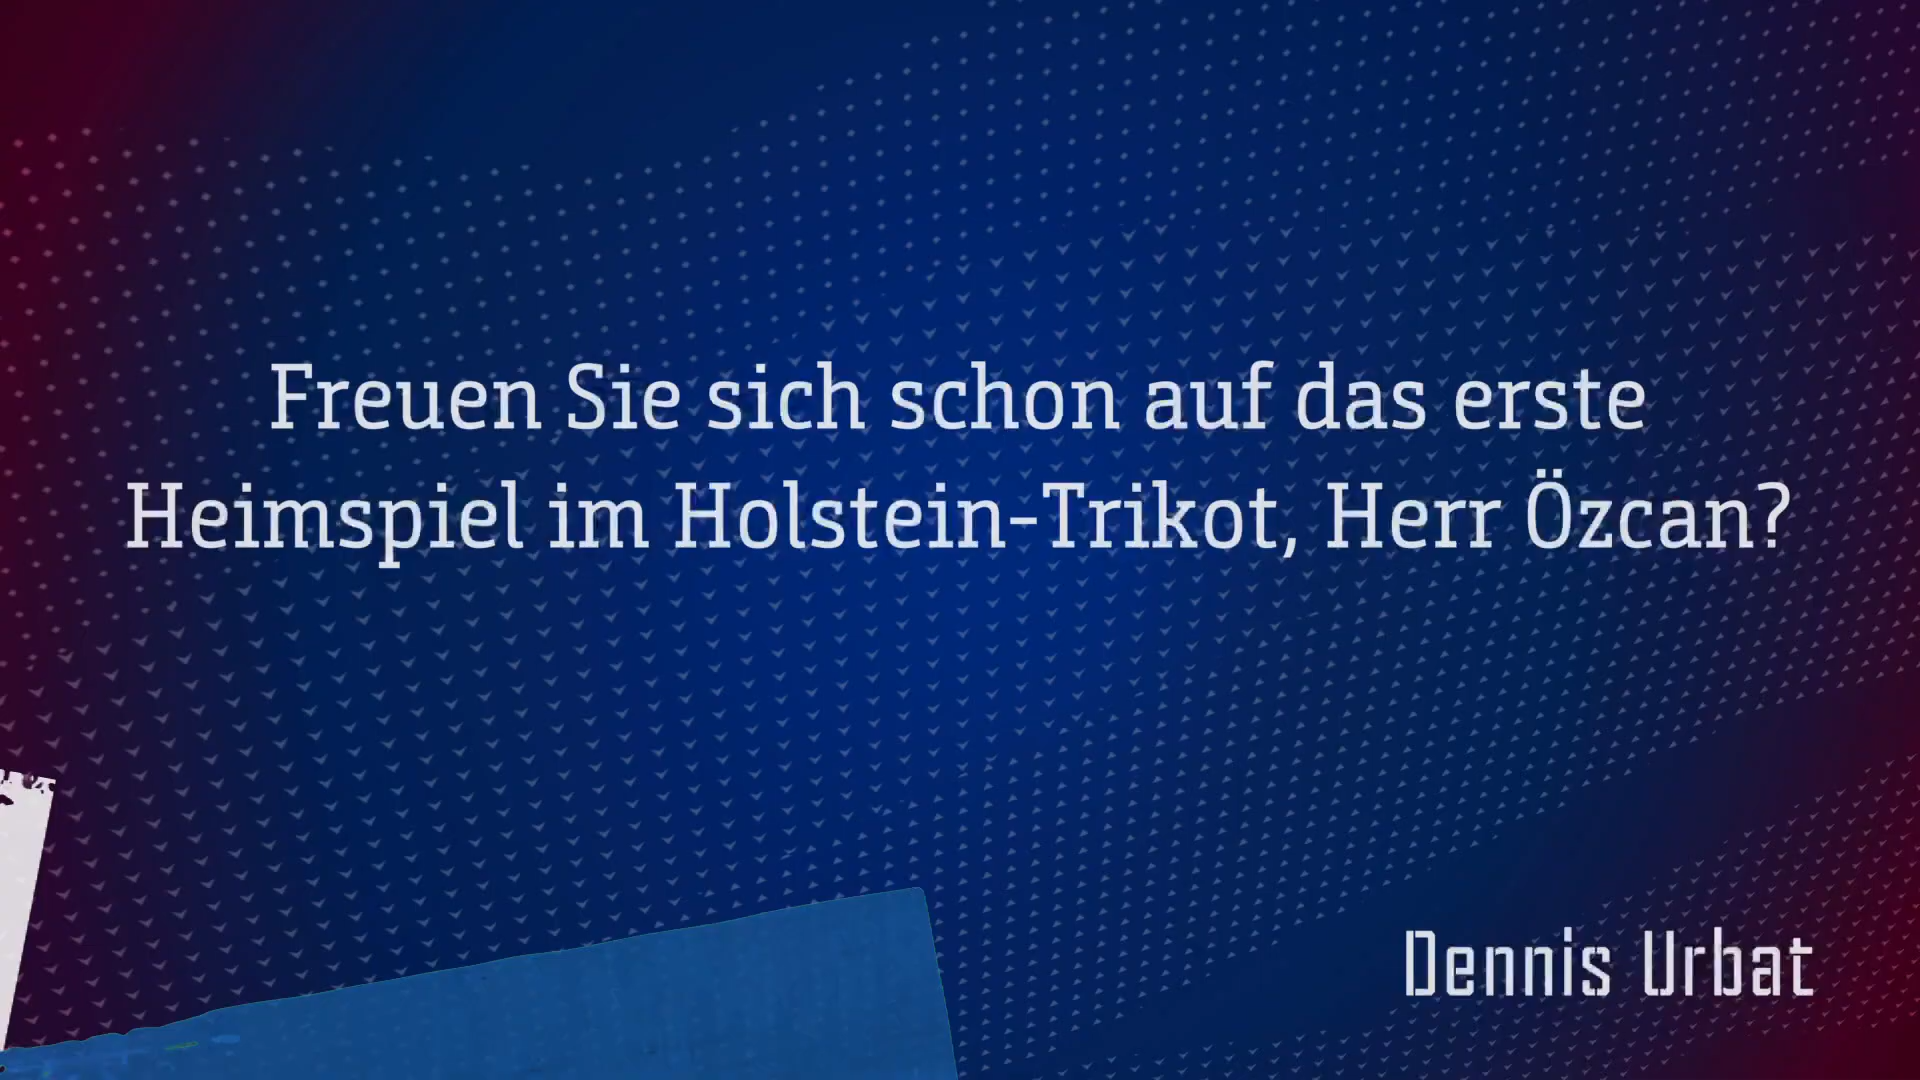 Freuen Sie sich schon auf das erste
Heimspiel im Holstein-Trikot, Herr Özcan?
Dennis Urbat